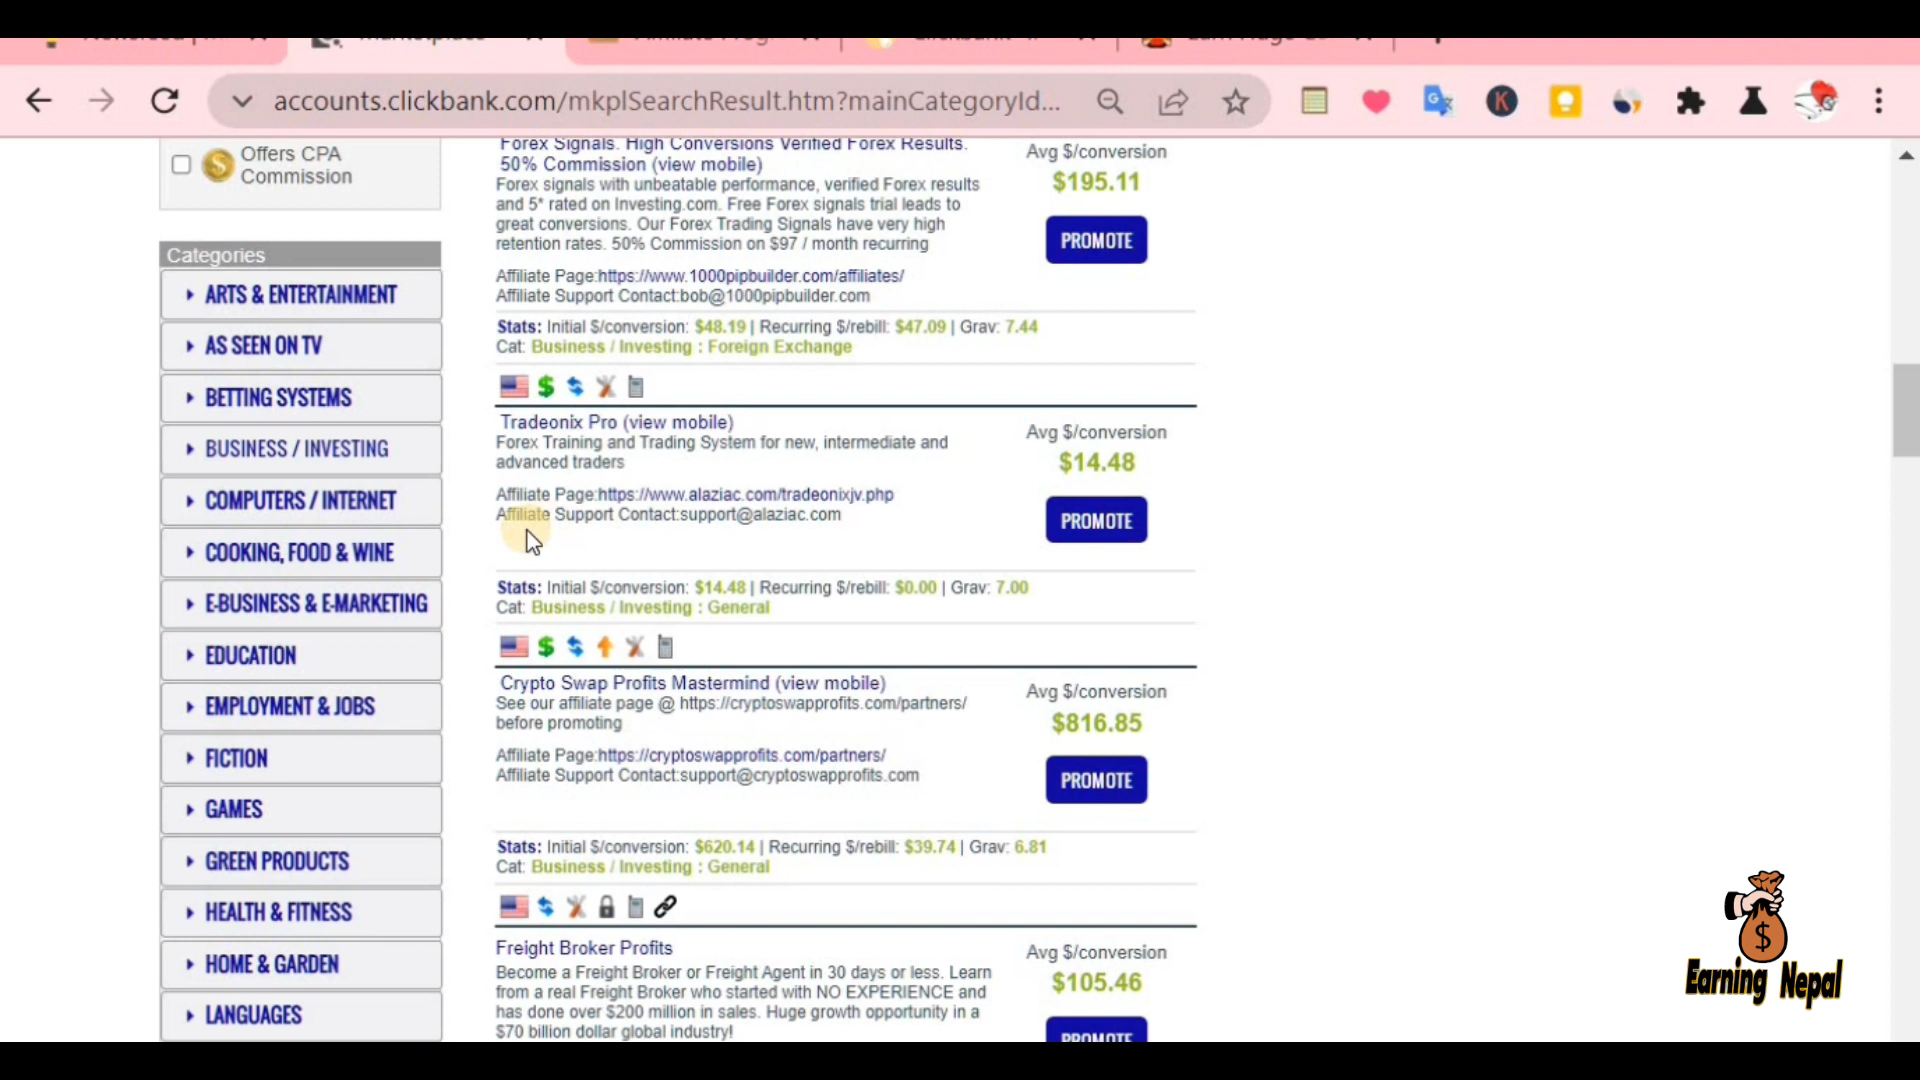 accounts.clickbank.com/mkplSearchResult.htm?mainCategoryId...
Offers CPA
Commission
Categories
ARTS & ENTERTAINMENT
AS SEEN ON TV
BETTING SYSTEMS
BUSINESS / INVESTING
COMPUTERS / INTERNET
COOKING, FOOD & WINE
E-BUSINESS & E-MARKETING
EDUCATION
EMPLOYMENT & JOBS
FICTION
GAMES
GREEN PRODUCTS
HEALTH & FITNESS
HOME & GARDEN
LANGUAGES
Forex Signals. High Conversions Verified Forex Results.
50% Commission (view mobile)
Forex signals with unbeatable performance, verified Forex results
and 5* rated on Investing.com. Free Forex signals trial leads to
great conversions. Our Forex Trading Signals have very high
retention rates. 50% Commission on $97 / month recurring
Affiliate Page:https://www.1000pipbuilder.com/affiliates/
Affiliate Support Contact:bob@1000pipbuilder.com
Avg $/conversion
$195.11
PROMOTE
Stats: Initial $/conversion: $48.19 | Recurring $/rebill: $47.09 | Grav: 7.44
Cat: Business / Investing : Foreign Exchange
Tradeonix Pro (view mobile)
Forex Training and Trading System for new, intermediate and
advanced traders
Affiliate Page:https://www.alaziac.com/tradeonixjv.php
Affiliate Support Contact:support@alaziac.com
Avg $/conversion
$14.48
PROMOTE
Stats: Initial $/conversion: $14.48 | Recurring $/rebill: $0.00 | Grav: 7.00
Cat: Business / Investing : General
Crypto Swap Profits Mastermind (view mobile)
See our affiliate page @ https://cryptoswapprofits.com/partners/
before promoting
Affiliate Page:https://cryptoswapprofits.com/partners/
Affiliate Support Contact:support@cryptoswapprofits.com
Avg $/conversion
$816.85
PROMOTE
Stats: Initial $/conversion: $620.14 | Recurring $/rebill: $39.74 | Grav: 6.81
Cat: Business / Investing : General
Freight Broker Profits
Become a Freight Broker or Freight Agent in 30 days or less. Learn
from a real Freight Broker who started with NO EXPERIENCE and
has done over $200 million in sales. Huge growth opportunity in a
$70 billion dollar global industry!
Avg $/conversion
$105.46
PROMOTE
Earning Nepal